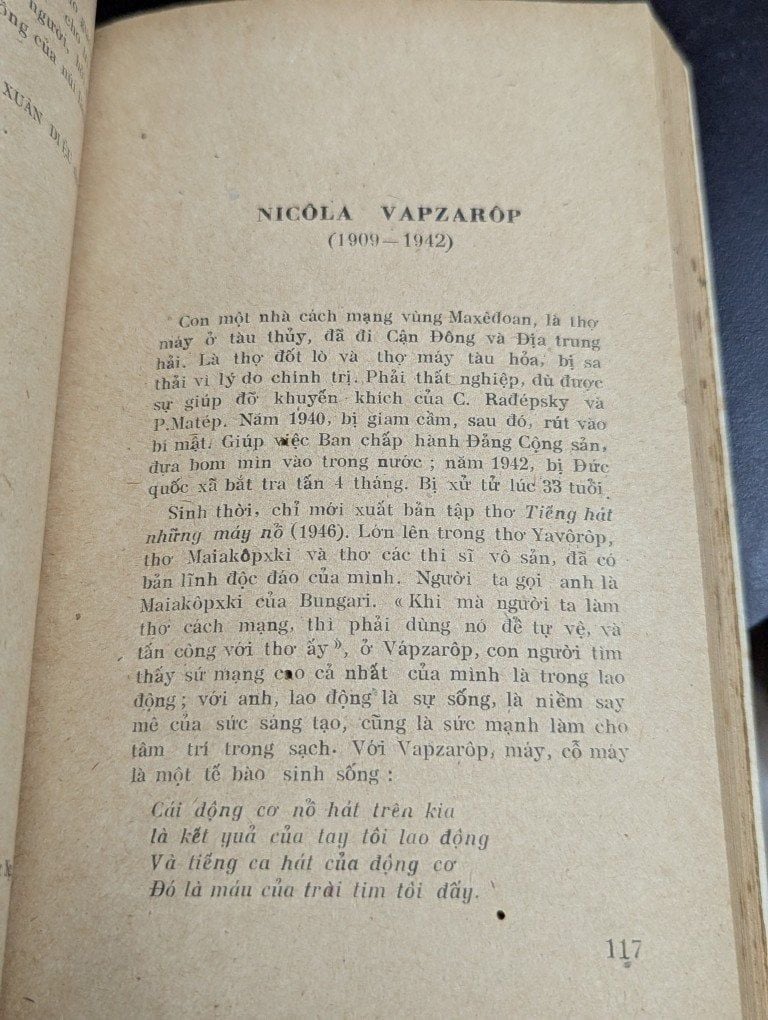 cho
người,
ông của núi
XUÂN DIỆU
NICÔLA VAPZARÔP
(1909—1942)
Con một nhà cách mạng vùng Maxêđoan, là thợ
máy ở tàu thủy, đã đi Cận Đông và Địa trung
hải. Là thợ đốt lò và thợ máy tàu hỏa, bị sa
thải vì lý do chính trị. Phải thất nghiệp, dù được
sự giúp đỡ khuyến khích của C. Rađépsky và
P.Matép. Năm 1940, bị giam cầm, sau đó, rút vào
bí mật. Giúp việc Ban chấp hành Đảng Cộng sản,
đưa bom mìn vào trong nước ; năm 1942, bị Đức
quốc xã bắt tra tấn 4 tháng. Bị xử tử lúc 33 tuổi.
Sinh thời, chỉ mới xuất bản tập thơ Tiếng hát
những máy nổ (1946). Lớn lên trong thơ Yavôrôp,
thơ Maiakôpxki và thơ các thi sĩ vô sản, đã có
bản lĩnh độc đáo của mình. Người ta gọi anh là
Maiakôpxki của Bungari. « Khi mà người ta làm
thơ cách mạng, thì phải dùng nó để tự vệ, và
tấn công với thơ ấy », ở Vápzarôp, con người tìm
thấy sứ mạng cao cả nhất của mình là trong lao
động ; với anh, lao động là sự sống, là niềm say
mê của sức sáng tạo, cũng là sức mạnh làm cho
tâm trí trong sạch. Với Vapzarôp, máy, cỗ máy
là một tế bào sinh sống :
Cái động cơ nổ hát trên kia
là kết quả của tay tôi lao động
Và tiếng ca hát của động cơ
Đó là máu của trái tim tôi đấy.
117